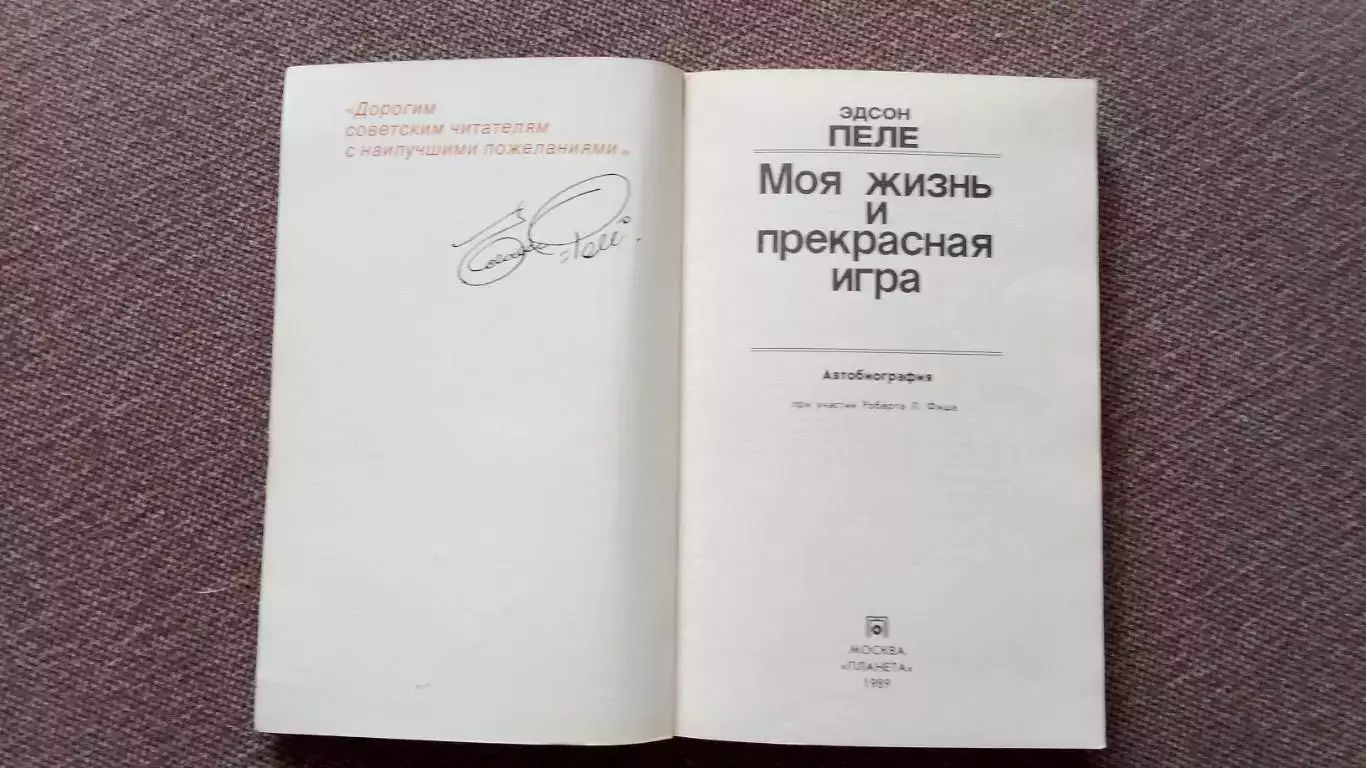 «Дорогим
советским читателям
с наилучшими пожеланиями»
Эдсон
ПЕЛЕ
Моя жизнь
и
прекрасная
игра
Автобиография
при участии Роберта Л. Фиша
МОСКВА
«ПЛАНЕТА»
1989